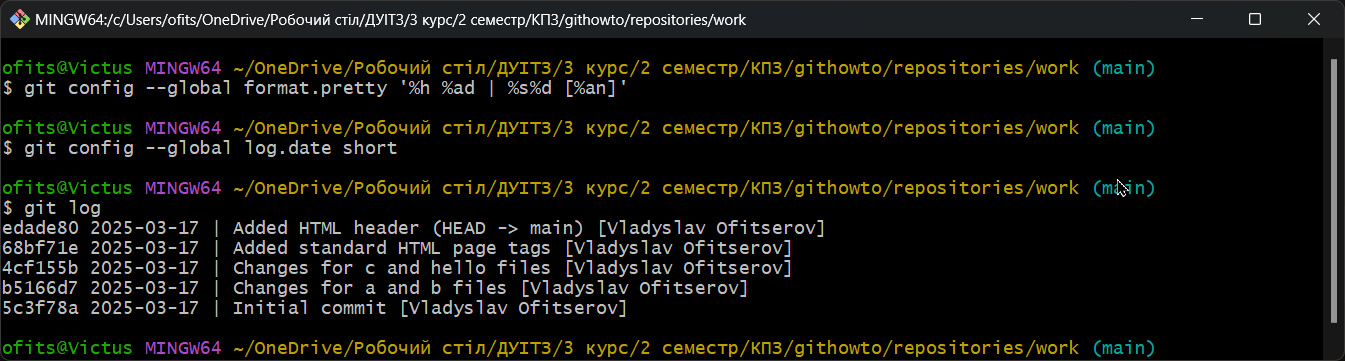 MINGW64:/c/Users/ofits/OneDrive/Робочий стіл/ДУІТЗ/3 курс/2 семестр/КПЗ/githowto/repositories/work
ofits@Victus MINGW64 ~/OneDrive/Робочий стіл/ДУІТЗ/3 курс/2 семестр/КПЗ/githowto/repositories/work (main)
$ git config --global format.pretty '%h %ad | %s%d [%an]'
ofits@Victus MINGW64 ~/OneDrive/Робочий стіл/ДУІТЗ/3 курс/2 семестр/КПЗ/githowto/repositories/work (main)
$ git config --global log.date short
ofits@Victus MINGW64 ~/OneDrive/Робочий стіл/ДУІТЗ/3 курс/2 семестр/КПЗ/githowto/repositories/work (main)
$ git log
edade80 2025-03-17 | Added HTML header (HEAD -> main) [Vladyslav Ofitserov]
68bf71e 2025-03-17 | Added standard HTML page tags [Vladyslav Ofitserov]
4cf155b 2025-03-17 | Changes for c and hello files [Vladyslav Ofitserov]
b5166d7 2025-03-17 | Changes for a and b files [Vladyslav Ofitserov]
5c3f78a 2025-03-17 | Initial commit [Vladyslav Ofitserov]
ofits@Victus MINGW64 ~/OneDrive/Робочий стіл/ДУІТЗ/3 курс/2 семестр/КПЗ/githowto/repositories/work (main)